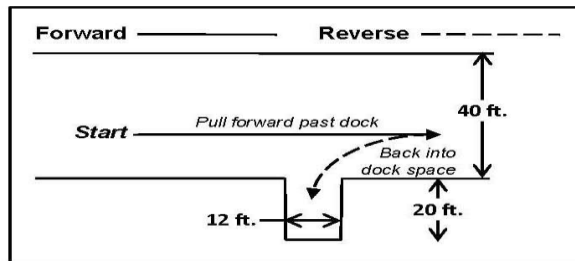 Forward Reverse
Start Pull forward past dock
40 ft.
Back into
dock space
12 ft.
20 ft.